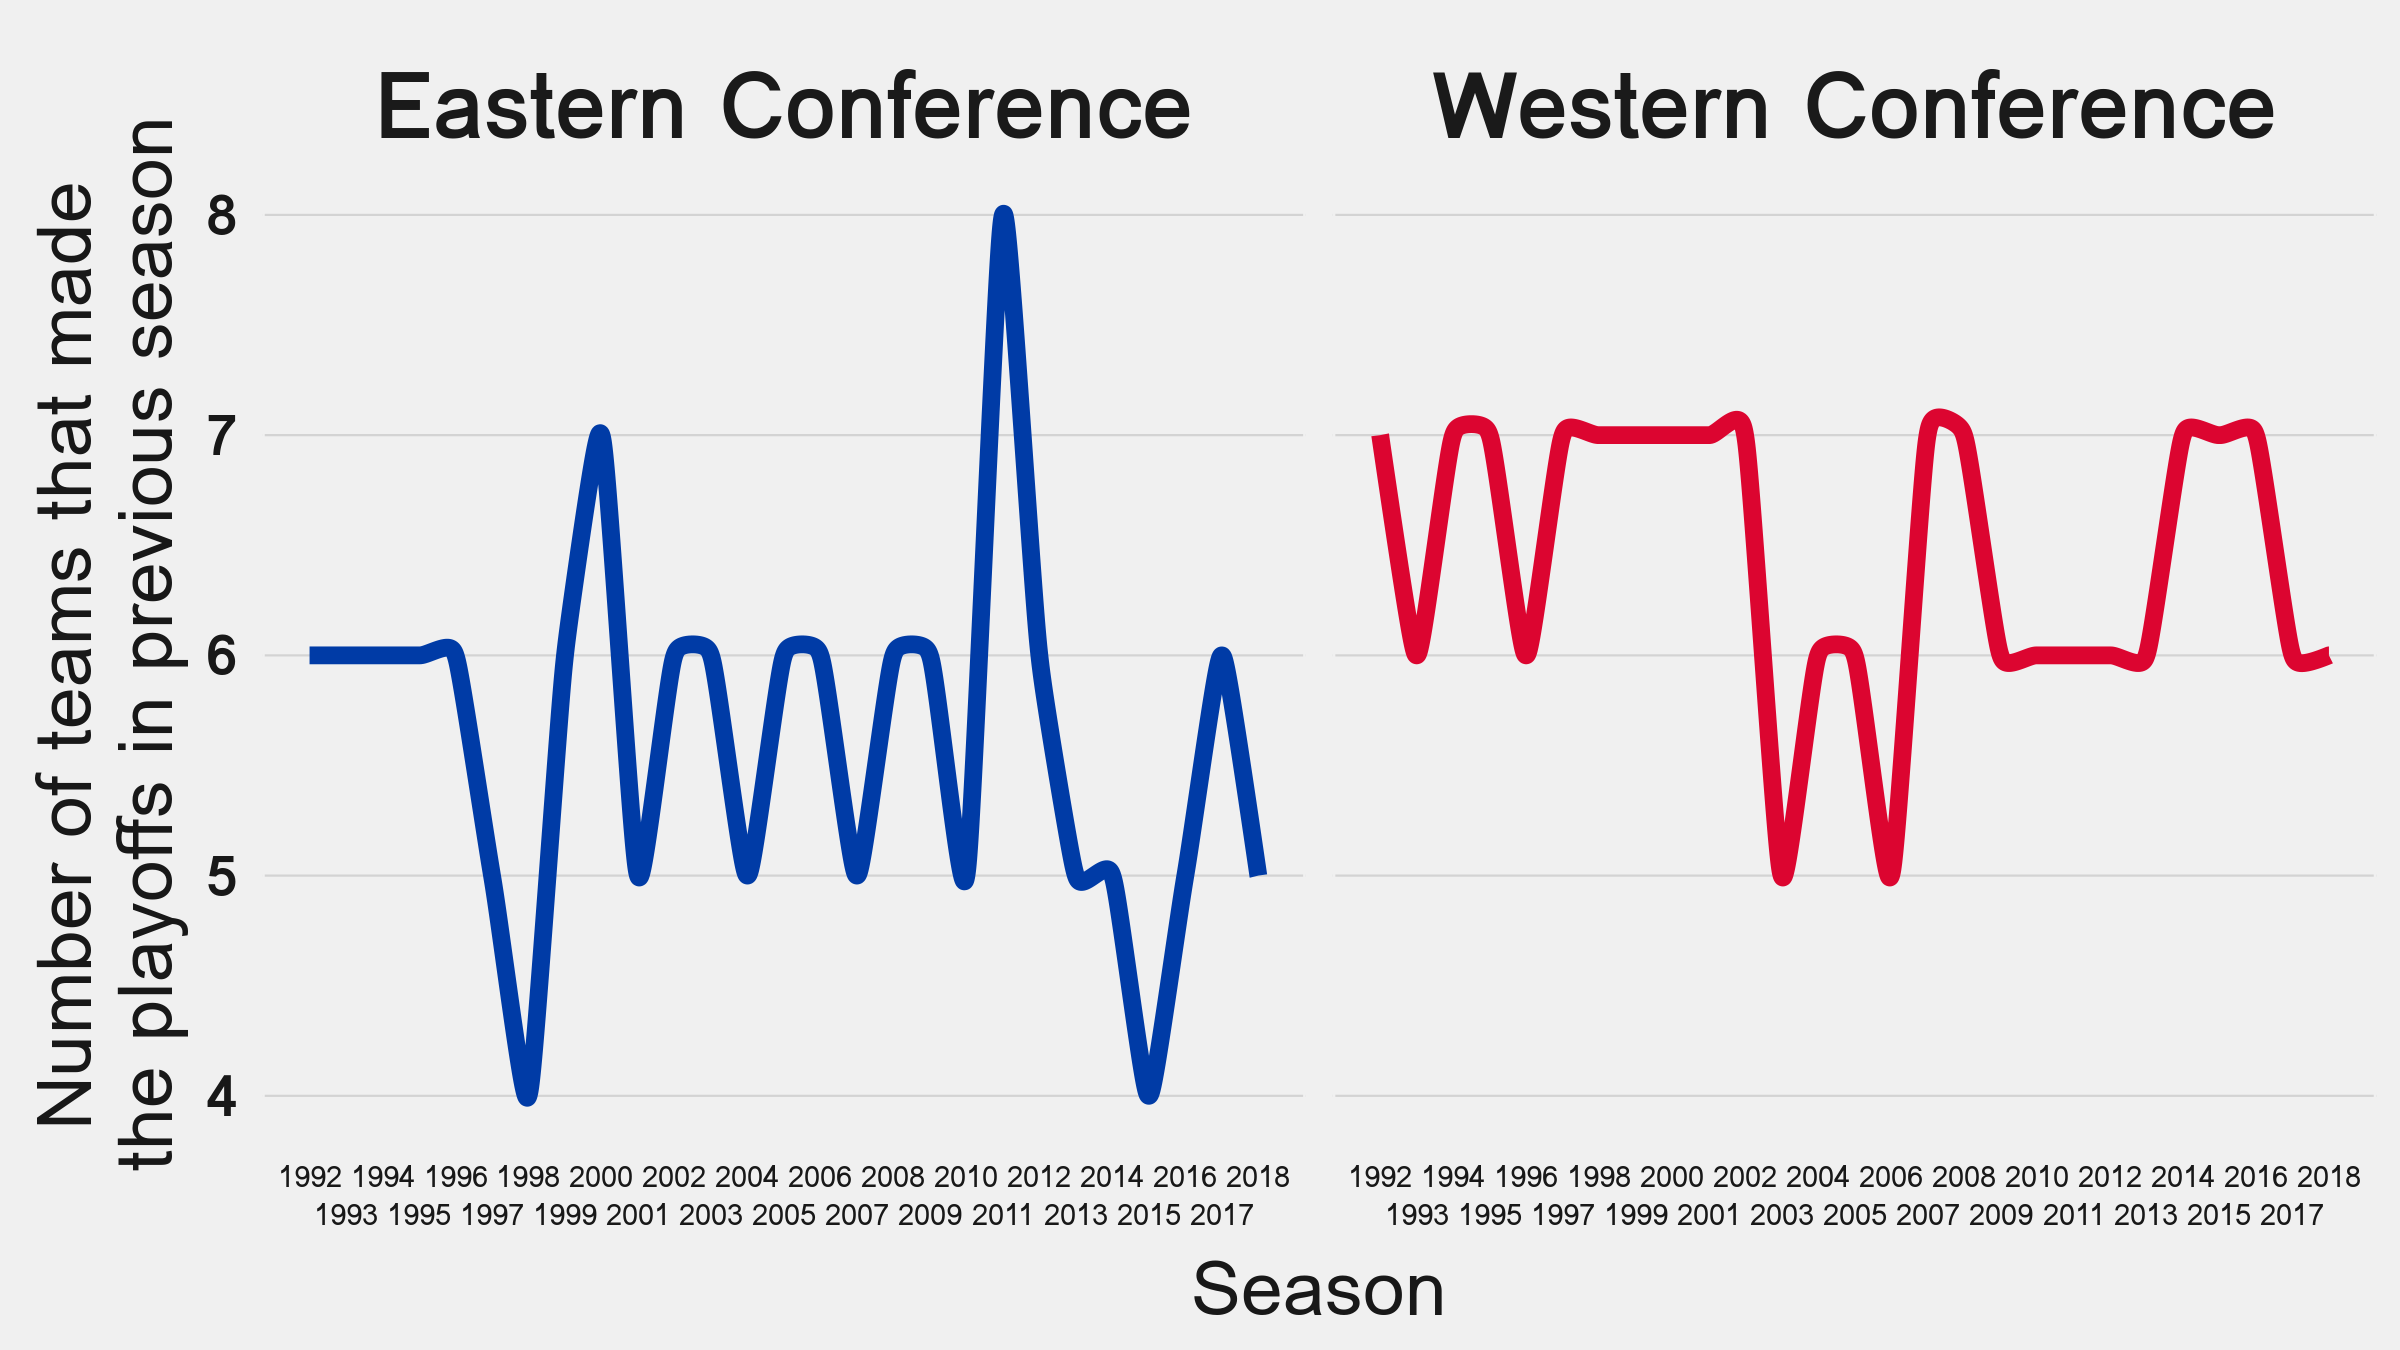 Eastern Conference
Western Conference
Number of teams that made
the playoffs in previous season
8
7
6
5
4
1992 1994 1996 1998 2000 2002 2004 2006 2008 2010 2012 2014 2016 2018
1993 1995 1997 1999 2001 2003 2005 2007 2009 2011 2013 2015 2017
1992 1994 1996 1998 2000 2002 2004 2006 2008 2010 2012 2014 2016 2018
1993 1995 1997 1999 2001 2003 2005 2007 2009 2011 2013 2015 2017
Season